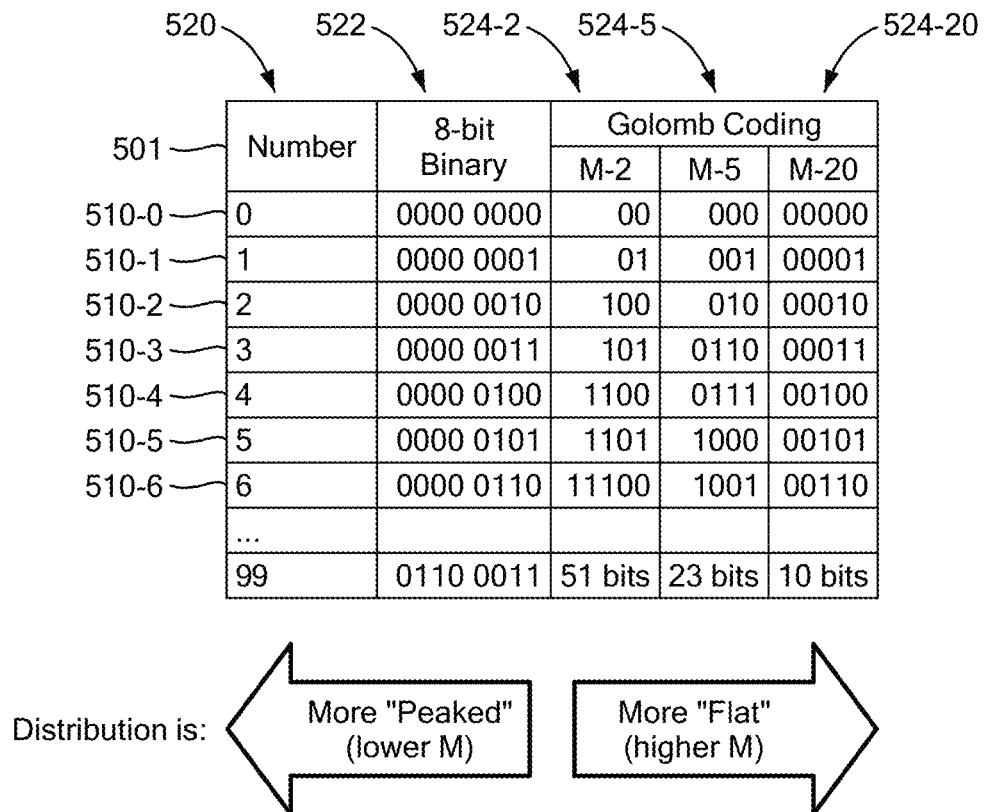 520 522 524-2 524-5 524-20
501 Number 8-bit Binary Golomb Coding
M-2 M-5 M-20
510-0 0 0000 0000 00 000 00000
510-1 1 0000 0001 01 001 00001
510-2 2 0000 0010 100 010 00010
510-3 3 0000 0011 101 0110 00011
510-4 4 0000 0100 1100 0111 00100
510-5 5 0000 0101 1101 1000 00101
510-6 6 0000 0110 11100 1001 00110
...
99 0110 0011 51 bits 23 bits 10 bits
Distribution is:
More "Peaked"
(lower M)
More "Flat"
(higher M)